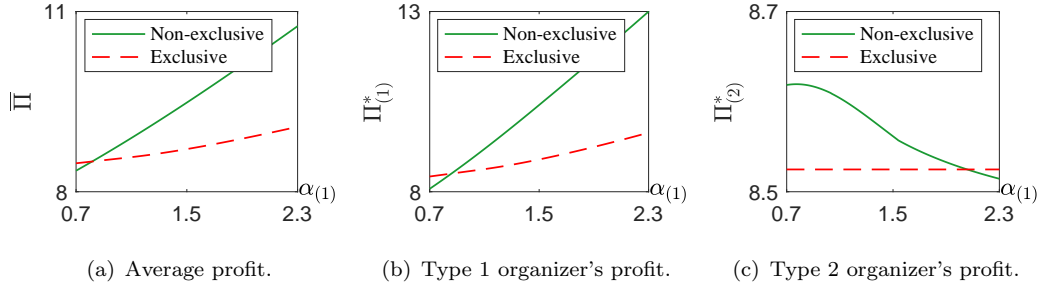 11
Non-exclusive
Exclusive
Π̅
8
0.7
1.5
2.3
α(1)
(a) Average profit.
13
Non-exclusive
Exclusive
Π*(1)
8
0.7
1.5
2.3
α(1)
(b) Type 1 organizer's profit.
8.7
Non-exclusive
Exclusive
Π*(2)
8.5
0.7
1.5
2.3
α(1)
(c) Type 2 organizer's profit.